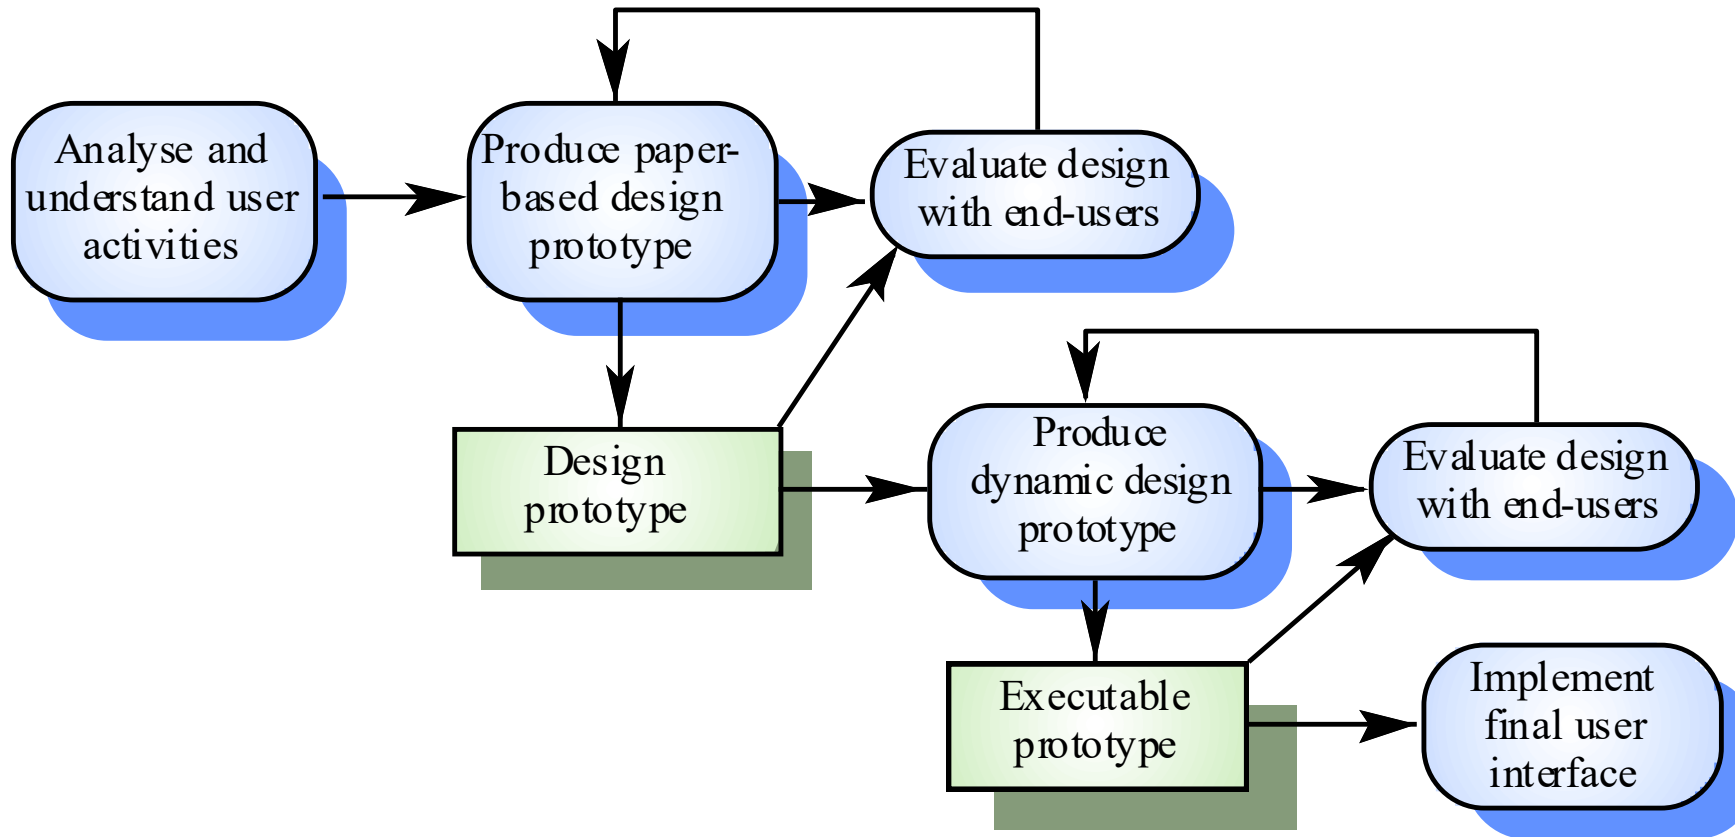 Analyse and
understand user
activities
Produce paper-
based design
prototype
Evaluate design
with end-users
Design
prototype
Produce
dynamic design
prototype
Evaluate design
with end-users
Executable
prototype
Implement
final user
interface